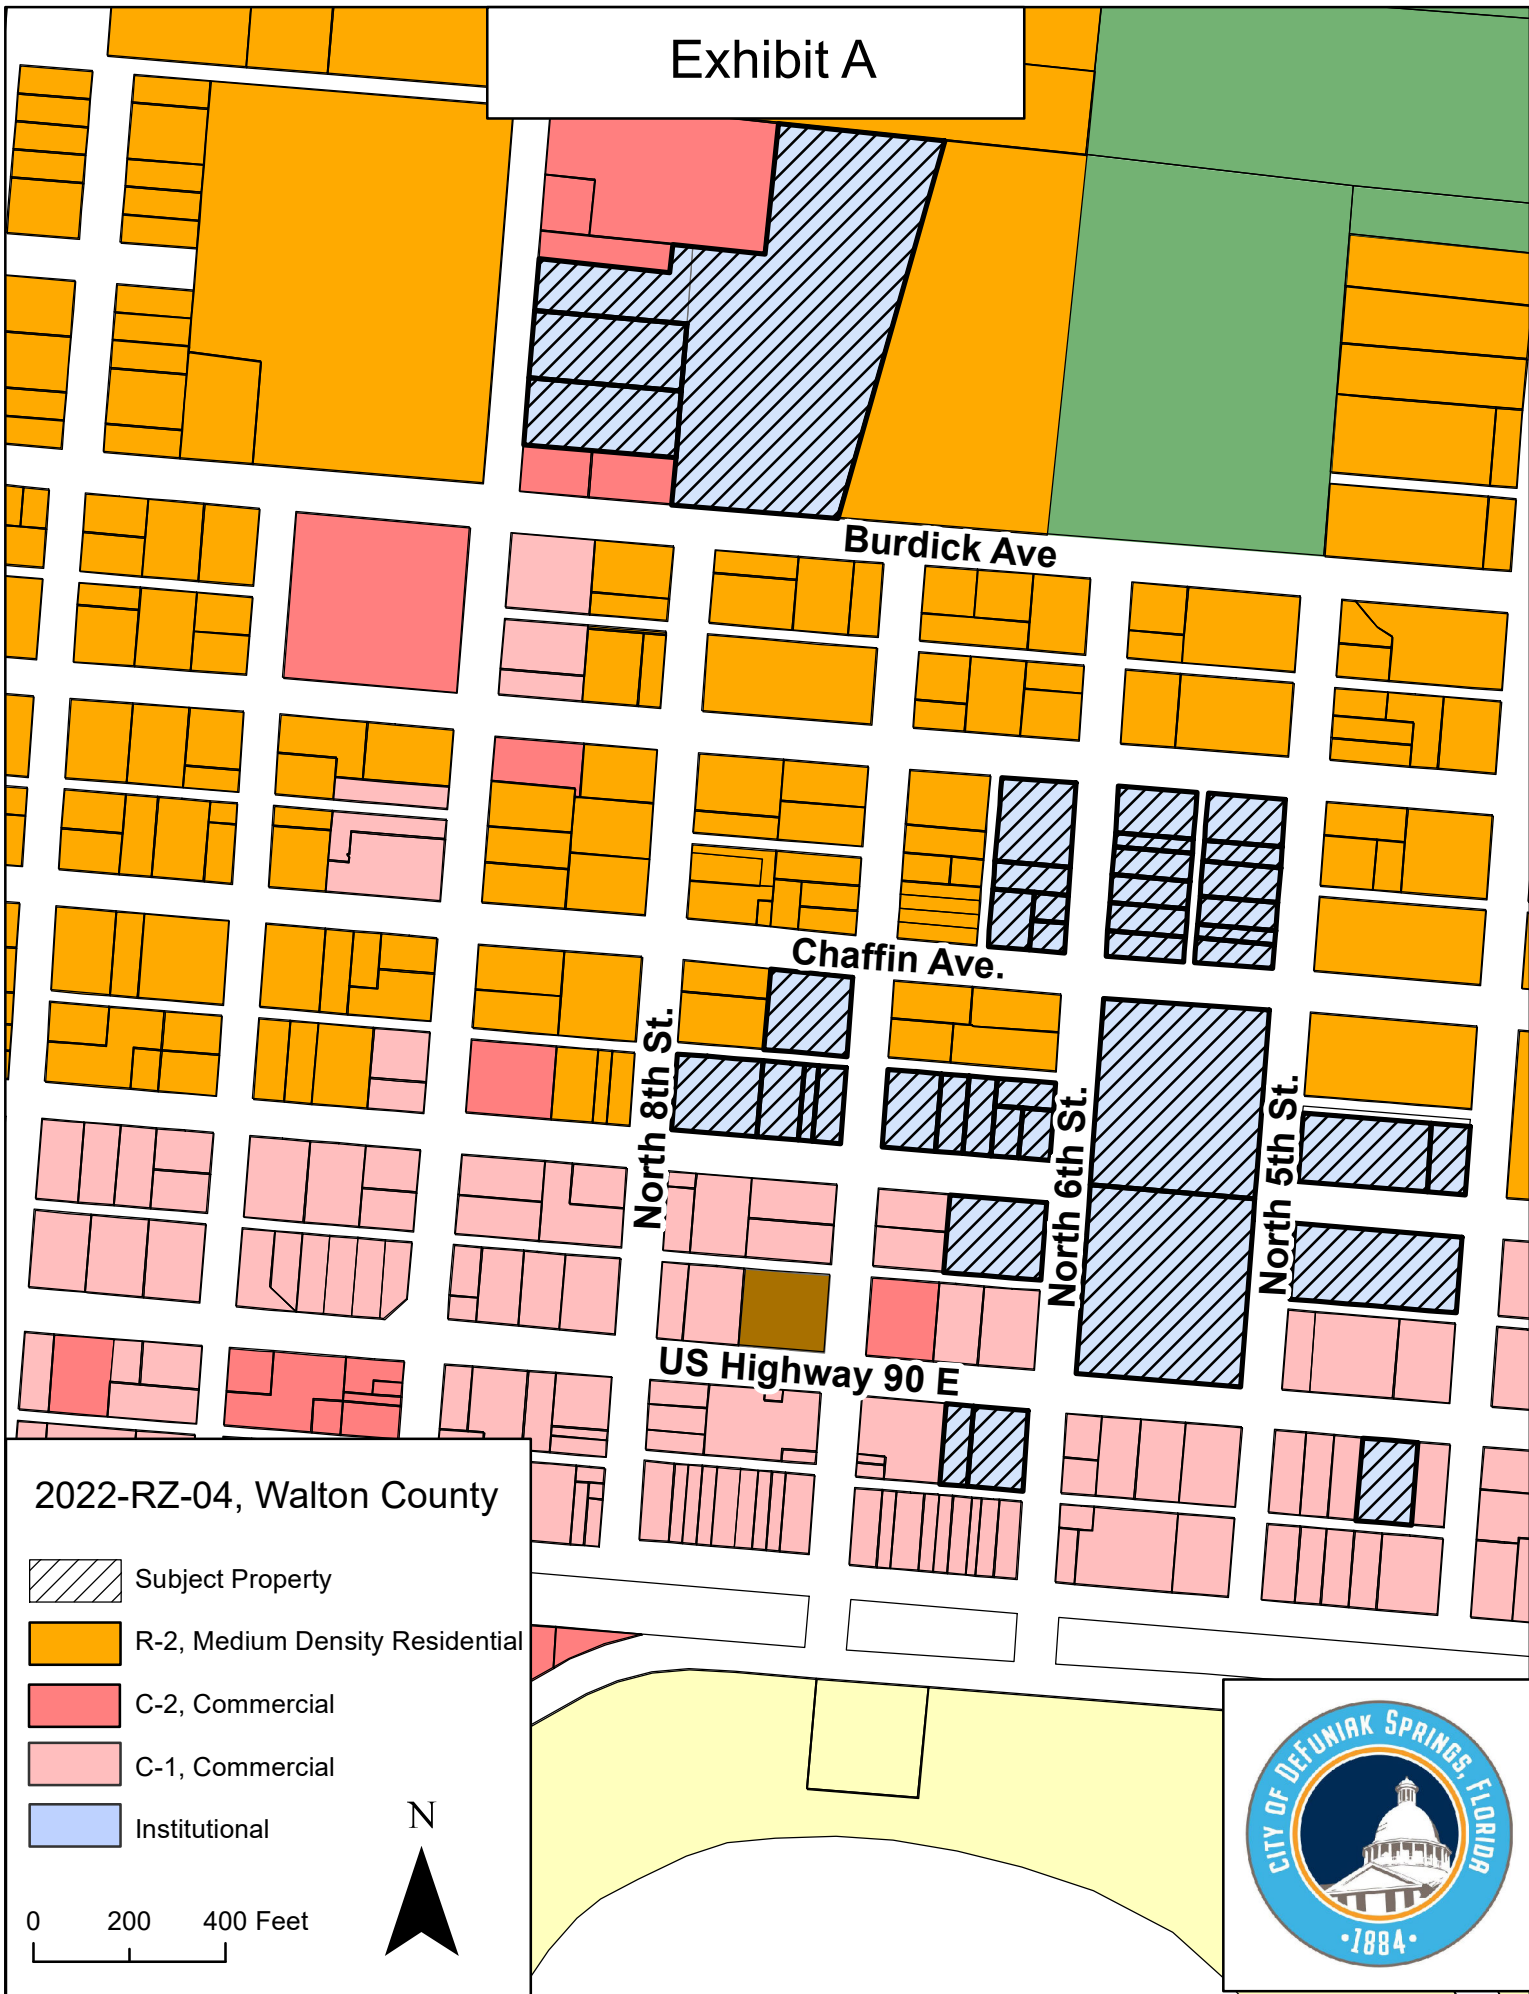 Exhibit A
Burdick Ave
Chaffin Ave.
North 8th St.
North 6th St.
North 5th St.
US Highway 90 E
2022-RZ-04, Walton County
Subject Property
R-2, Medium Density Residential
C-2, Commercial
C-1, Commercial
Institutional
N
0 200 400 Feet
CITY OF DEFUNIAK SPRINGS, FLORIDA
•1884•